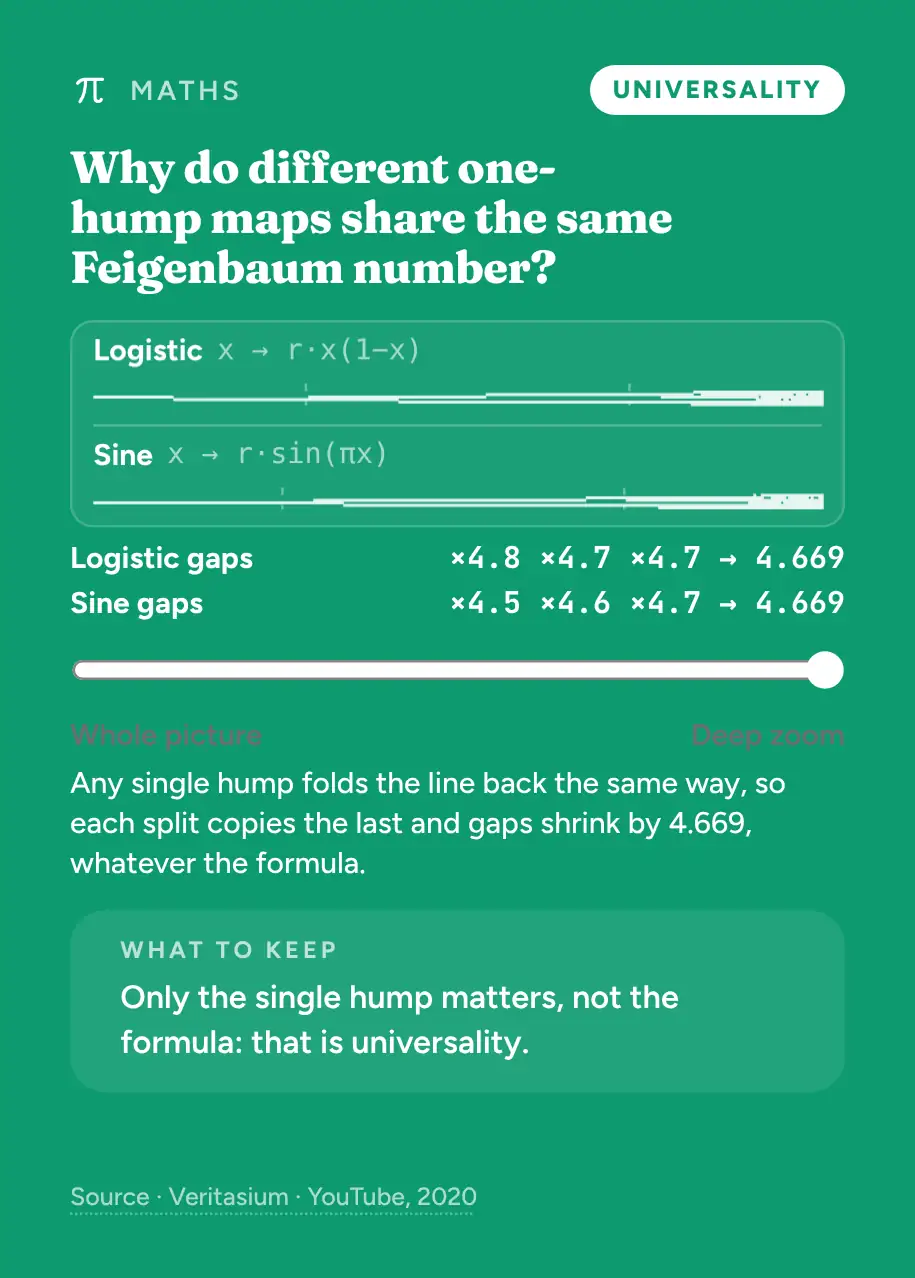 π MATHS
UNIVERSALITY
Why do different one-
hump maps share the same
Feigenbaum number?
Logistic x → r·x(1−x)
Sine x → r·sin(πx)
Logistic gaps ×4.8 ×4.7 ×4.7 → 4.669
Sine gaps ×4.5 ×4.6 ×4.7 → 4.669
Whole picture Deep zoom
Any single hump folds the line back the same way, so
each split copies the last and gaps shrink by 4.669,
whatever the formula.
WHAT TO KEEP
Only the single hump matters, not the
formula: that is universality.
Source · Veritasium · YouTube, 2020